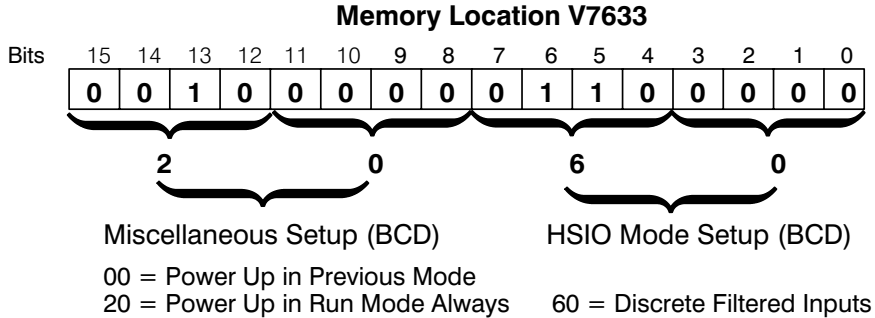 Memory Location V7633
Bits 15 14 13 12 11 10 9 8 7 6 5 4 3 2 1 0
0 0 1 0 0 0 0 0 0 1 1 0 0 0 0 0
2 0 6 0
Miscellaneous Setup (BCD) HSIO Mode Setup (BCD)
00 = Power Up in Previous Mode
20 = Power Up in Run Mode Always 60 = Discrete Filtered Inputs